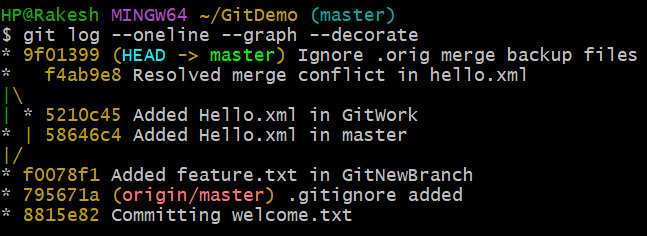 HP@Rakesh MINGW64 ~/GitDemo (master)
$ git log --oneline --graph --decorate
* 9f01399 (HEAD -> master) Ignore .orig merge backup files
*   f4ab9e8 Resolved merge conflict in hello.xml
|\
| * 5210c45 Added Hello.xml in GitWork
* | 58646c4 Added Hello.xml in master
|/
* f0078f1 Added feature.txt in GitNewBranch
* 795671a (origin/master) .gitignore added
* 8815e82 Committing welcome.txt